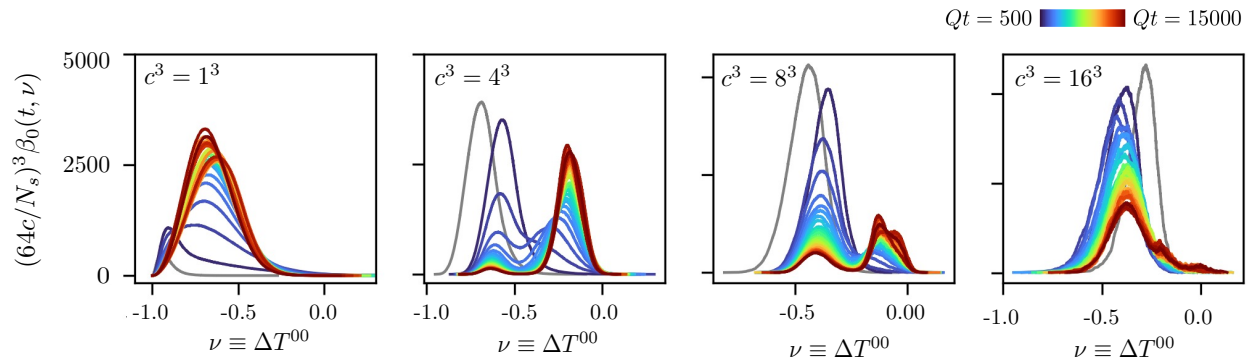 Qt = 500 Qt = 15000
(64c/N_s)^3 β_0(t, ν)
5000
2500
0
c^3 = 1^3
c^3 = 4^3
c^3 = 8^3
c^3 = 16^3
-1.0 -0.5 0.0
-1.0 -0.5 0.0
-0.5 0.0
-1.0 -0.5 0.0
ν ≡ ΔT^{00}
ν ≡ ΔT^{00}
ν ≡ ΔT^{00}
ν ≡ ΔT^{00}